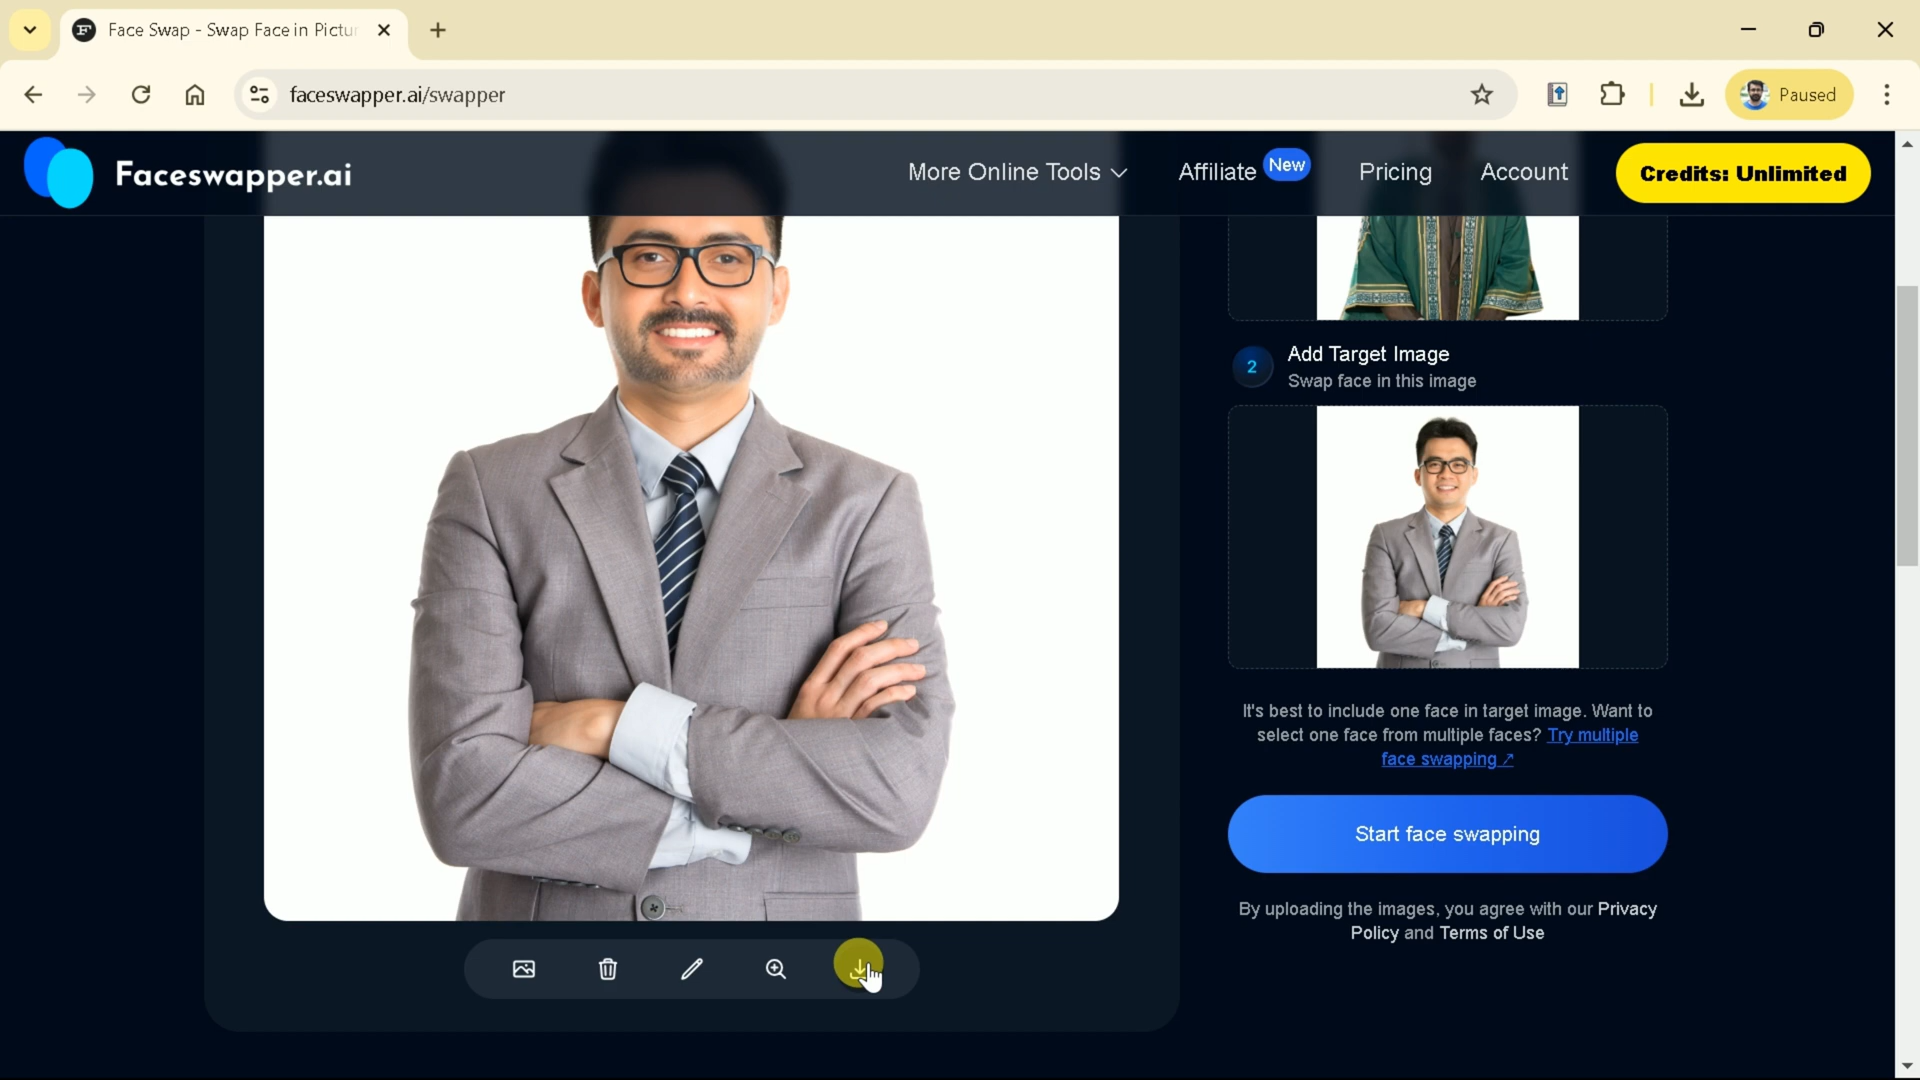 Face Swap - Swap Face in Pictur
faceswapper.ai/swapper
Paused
Faceswapper.ai
More Online Tools
Affiliate New
Pricing
Account
Credits: Unlimited
2
Add Target Image
Swap face in this image
It's best to include one face in target image. Want to
select one face from multiple faces? Try multiple
face swapping ↗
Start face swapping
By uploading the images, you agree with our Privacy
Policy and Terms of Use